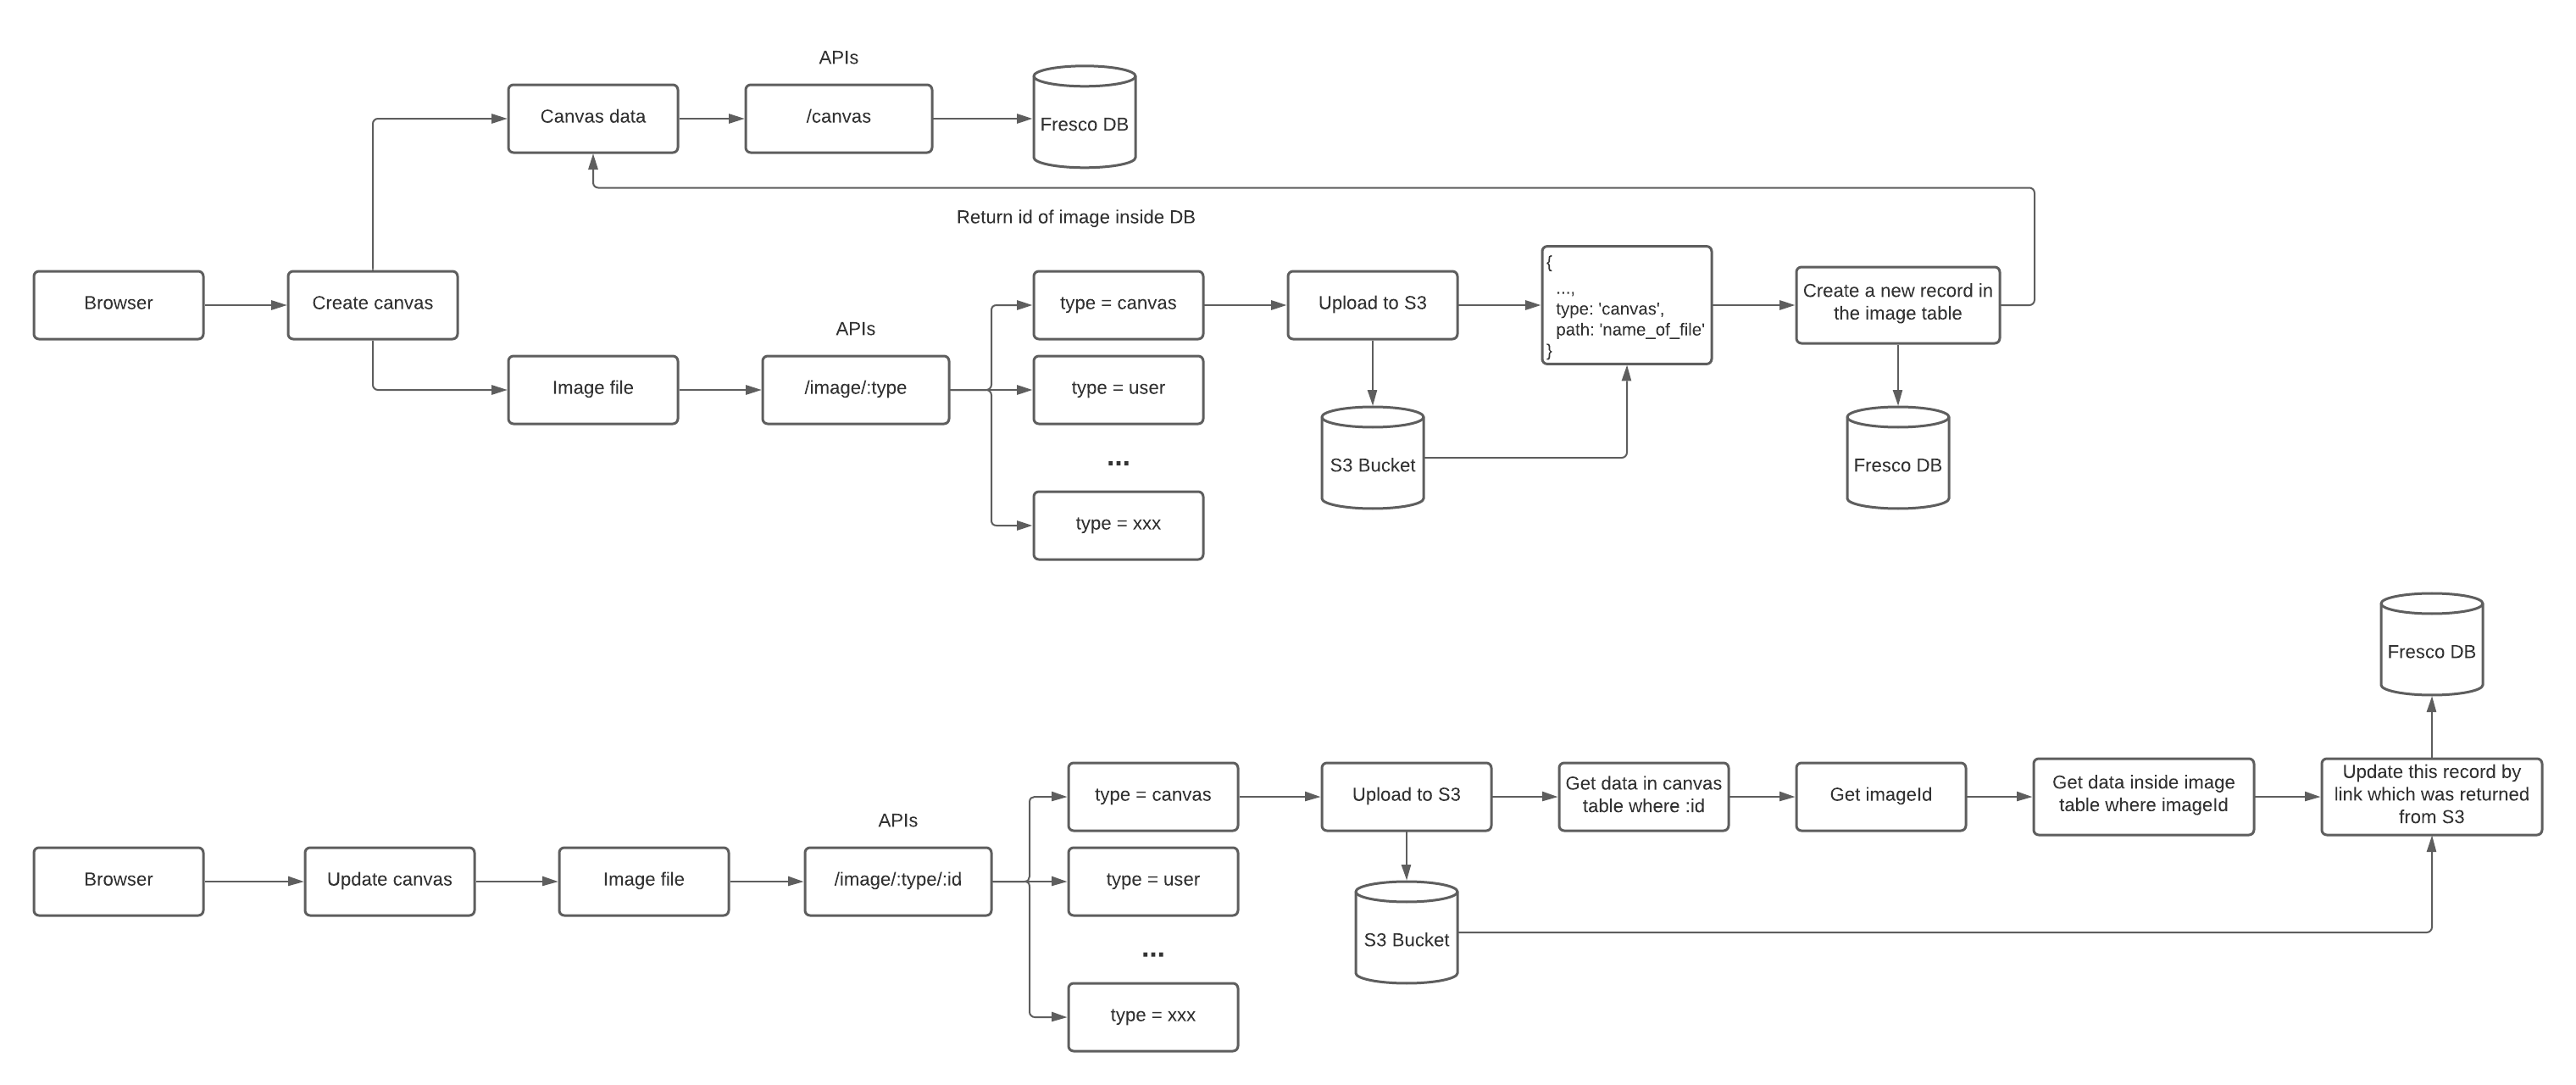 APIs
Canvas data
/canvas
Fresco DB
Return id of image inside DB
Browser
Create canvas
APIs
Image file
/image/:type
type = canvas
type = user
...
type = xxx
Upload to S3
S3 Bucket
{
...,
type: 'canvas',
path: 'name_of_file'
}
Create a new record in
the image table
Fresco DB
Fresco DB
Browser
Update canvas
Image file
APIs
/image/:type/:id
type = canvas
type = user
...
type = xxx
Upload to S3
S3 Bucket
Get data in canvas
table where :id
Get imageId
Get data inside image
table where imageId
Update this record by
link which was returned
from S3